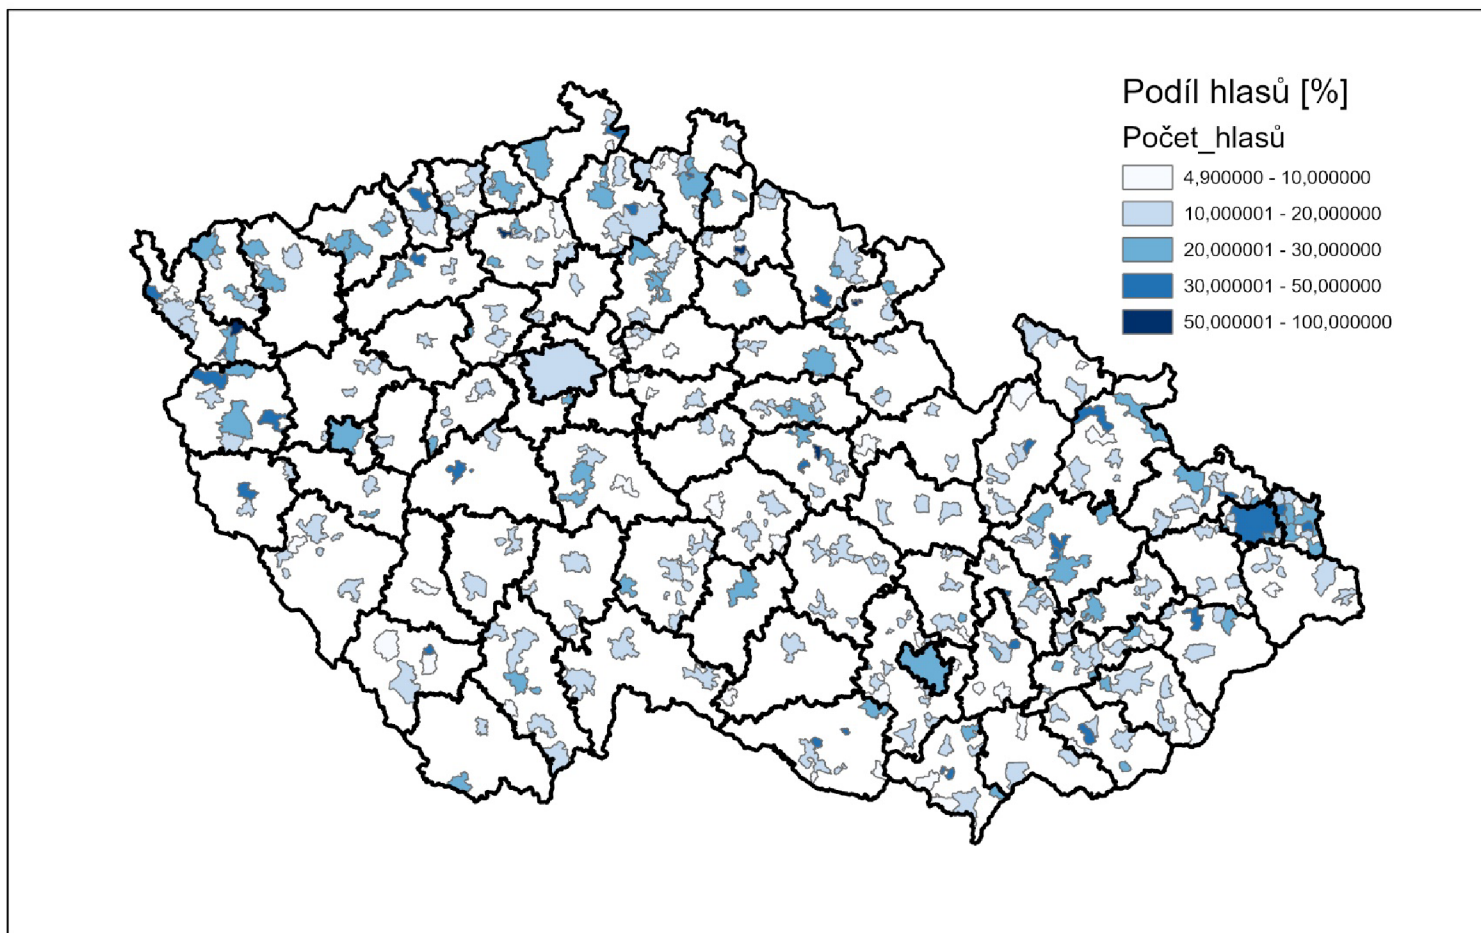 Podíl hlasů [%]
Počet_hlasů
4,900000 - 10,000000
10,000001 - 20,000000
20,000001 - 30,000000
30,000001 - 50,000000
50,000001 - 100,000000